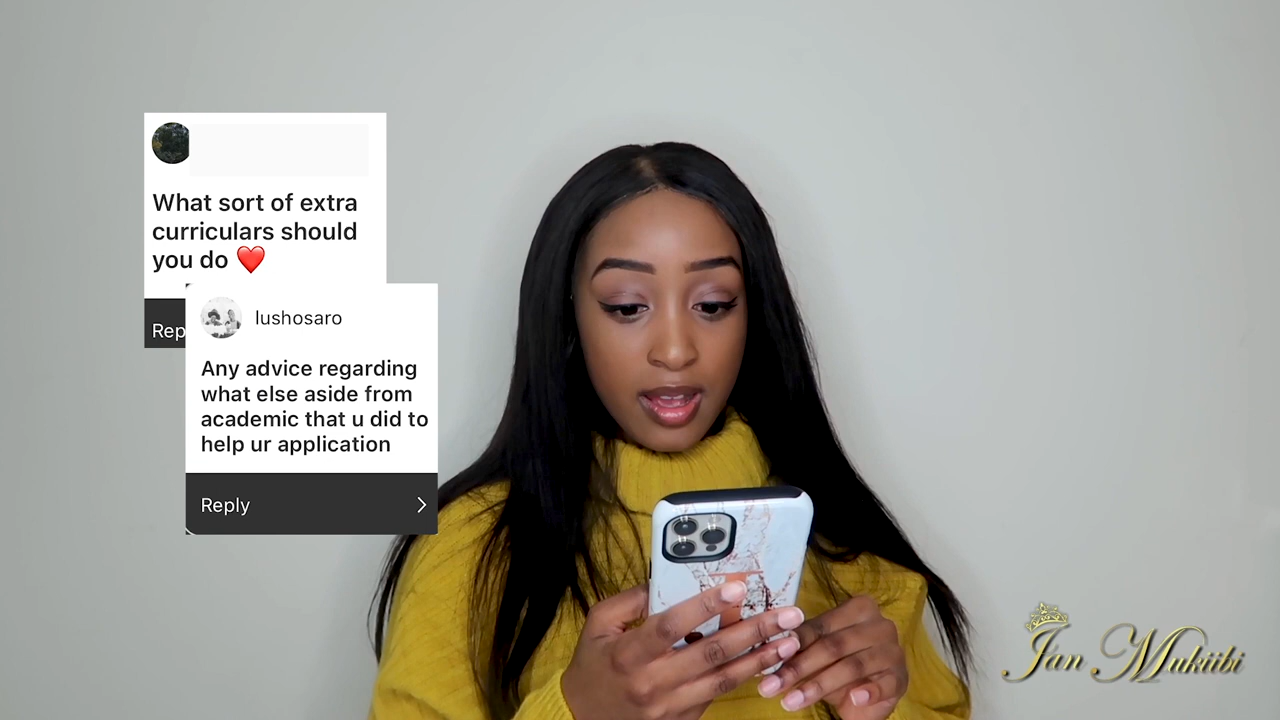 What sort of extra
curriculars should
you do ❤️
Rep
lushosaro
Any advice regarding
what else aside from
academic that u did to
help ur application
Reply
Jan Mukiibi